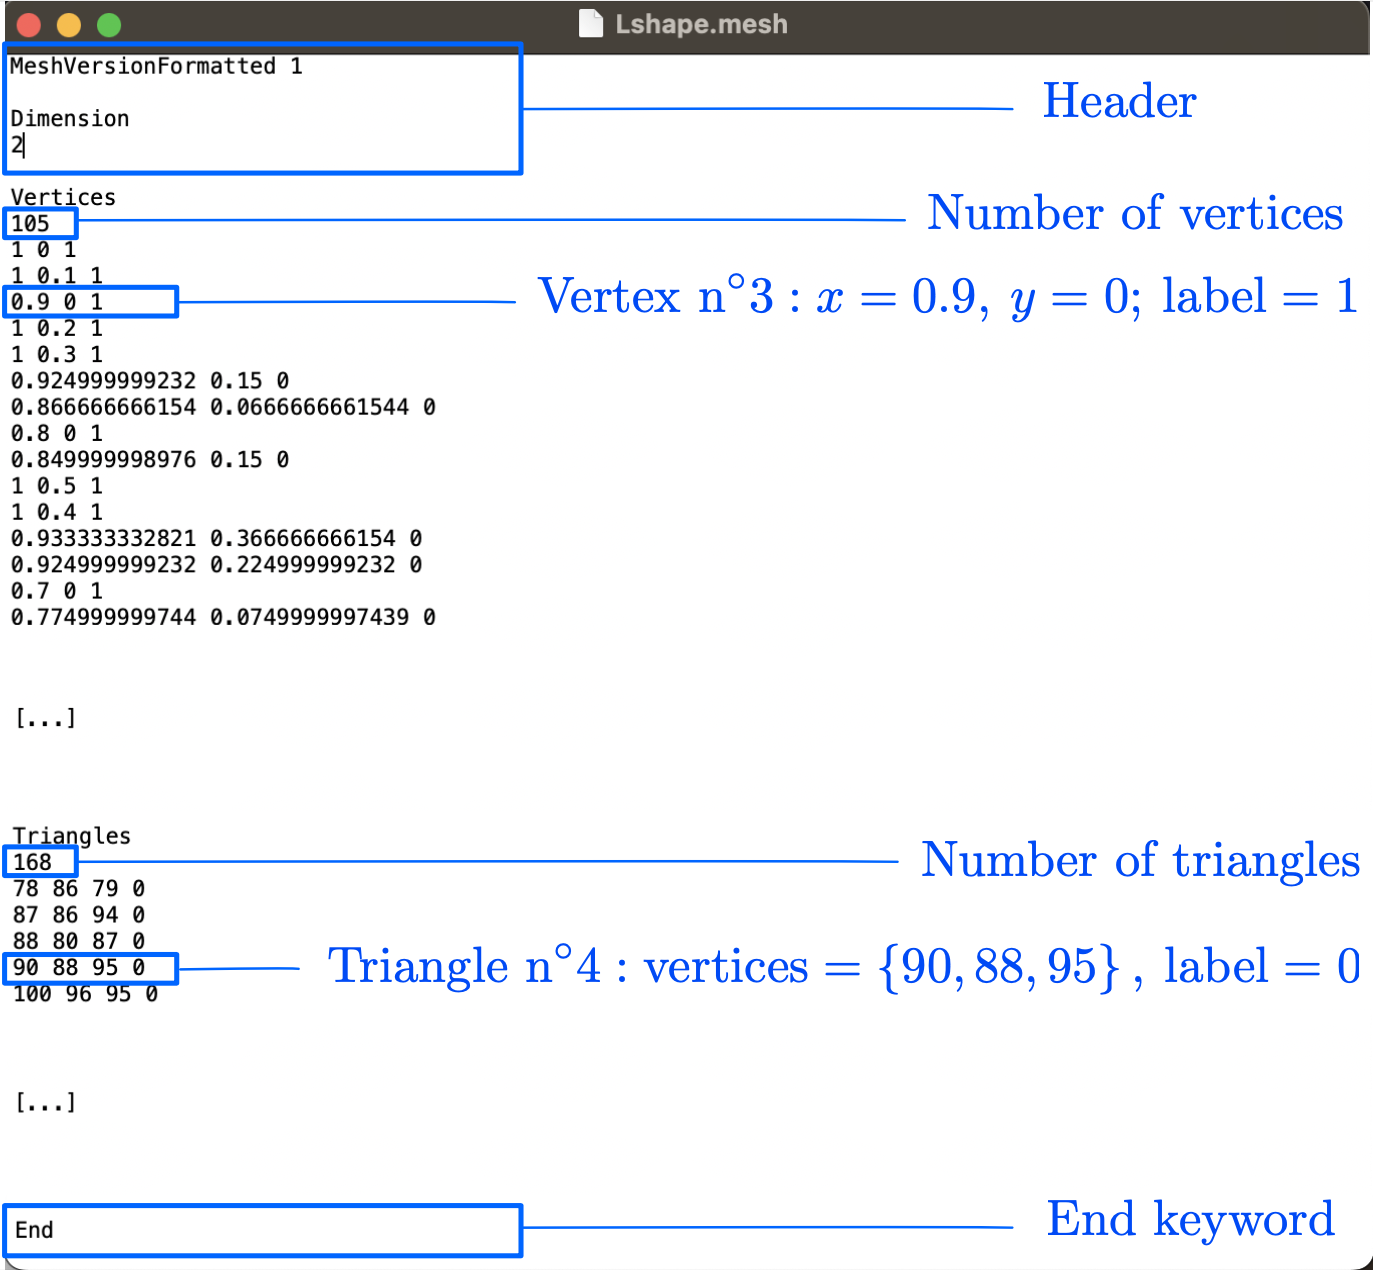 Lshape.mesh
MeshVersionFormatted 1
Header
Dimension
2
Vertices
105
Number of vertices
1 0 1
1 0.1 1
0.9 0 1
Vertex n°3 : x = 0.9, y = 0; label = 1
1 0.2 1
1 0.3 1
0.924999999232 0.15 0
0.866666666154 0.0666666661544 0
0.8 0 1
0.849999998976 0.15 0
1 0.5 1
1 0.4 1
0.933333332821 0.366666666154 0
0.924999999232 0.224999999232 0
0.7 0 1
0.774999999744 0.0749999997439 0
[...]
Triangles
168
Number of triangles
78 86 79 0
87 86 94 0
88 80 87 0
90 88 95 0
Triangle n°4 : vertices = {90, 88, 95} , label = 0
100 96 95 0
[...]
End
End keyword